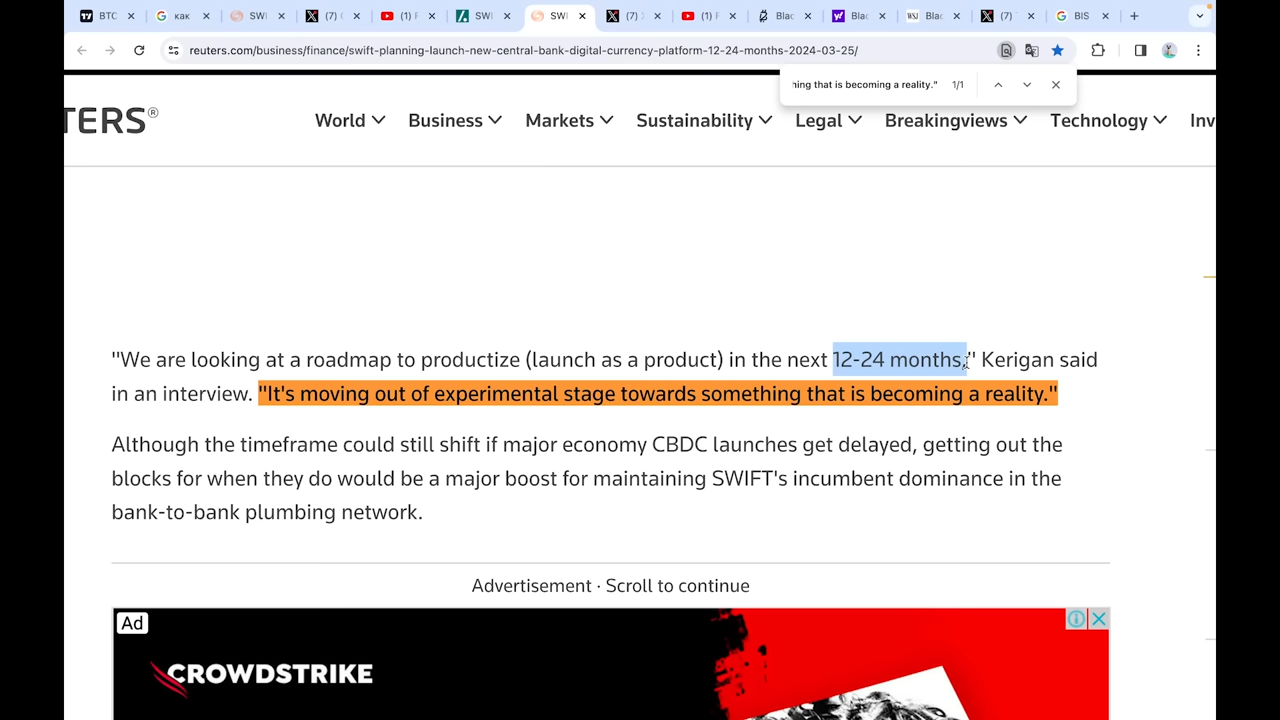 BTC
как
SWI
(1) F
SWI
SWI
(1) F
Blac
Blac
WSJ
Blac
(7)
BIS
reuters.com/business/finance/swift-planning-launch-new-central-bank-digital-currency-platform-12-24-months-2024-03-25/
hing that is becoming a reality."
1/1
TERS®
World
Business
Markets
Sustainability
Legal
Breakingviews
Technology
Inv
"We are looking at a roadmap to productize (launch as a product) in the next 12-24 months," Kerigan said
in an interview. "It's moving out of experimental stage towards something that is becoming a reality."
Although the timeframe could still shift if major economy CBDC launches get delayed, getting out the
blocks for when they do would be a major boost for maintaining SWIFT's incumbent dominance in the
bank-to-bank plumbing network.
Advertisement · Scroll to continue
Ad
CROWDSTRIKE